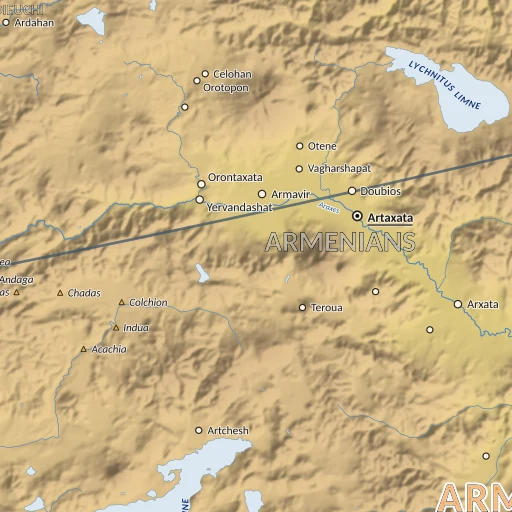 Ardahan
Celohan
Orotopon
LYCHNITUS LIMNE
Otene
Vagharshapat
Orontaxata
Armavir
Doubios
Yervandashat
Araxes
Artaxata
ARMENIANS
Andaga
Chadas
Colchion
Teroua
Arxata
Indua
Acachia
Artchesh
ARM